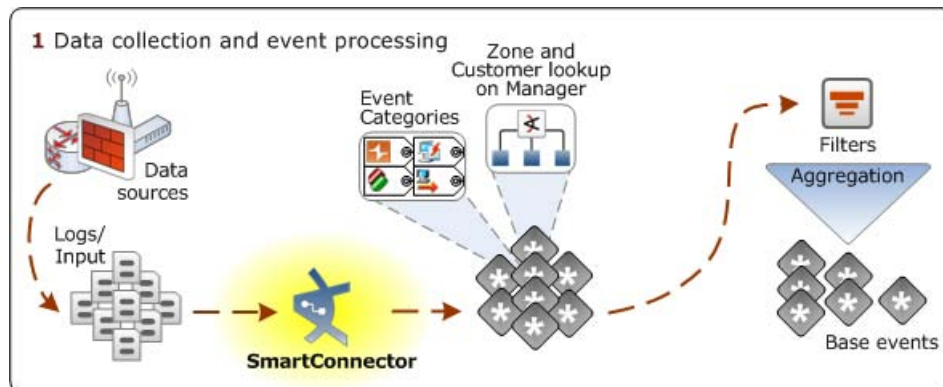 1 Data collection and event processing
Data
sources
Logs/
Input
SmartConnector
Event
Categories
Zone and
Customer lookup
on Manager
Filters
Aggregation
Base events